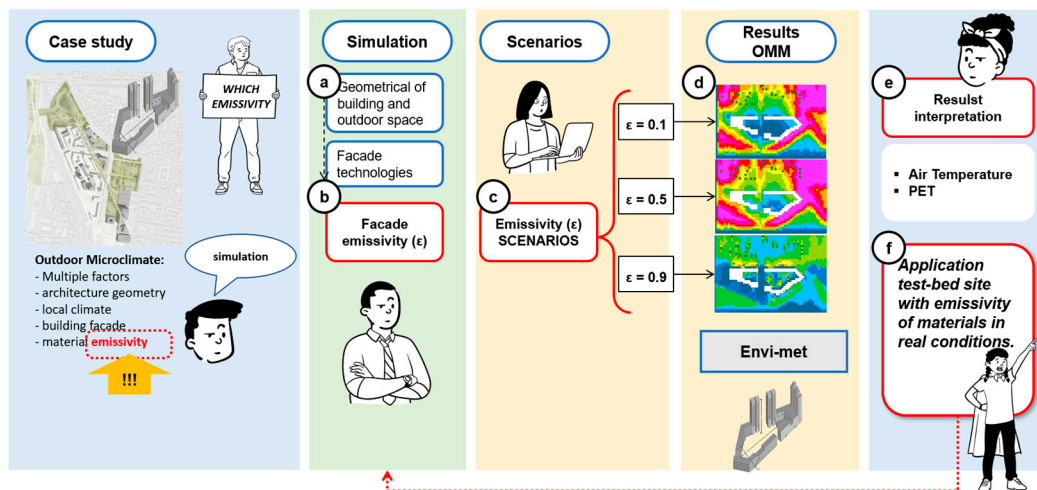 Case study
WHICH
EMISSIVITY
Outdoor Microclimate:
- Multiple factors
- architecture geometry
- local climate
- building facade
- material emissivity
!!!
simulation
Simulation
a
Geometrical of
building and
outdoor space
Facade
technologies
b
Facade
emissivity (ε)
Scenarios
c
Emissivity (ε)
SCENARIOS
ε = 0.1
ε = 0.5
ε = 0.9
Results
OMM
d
Envi-met
e
Resulst
interpretation
▪ Air Temperature
▪ PET
f
Application
test-bed site
with emissivity
of materials in
real conditions.